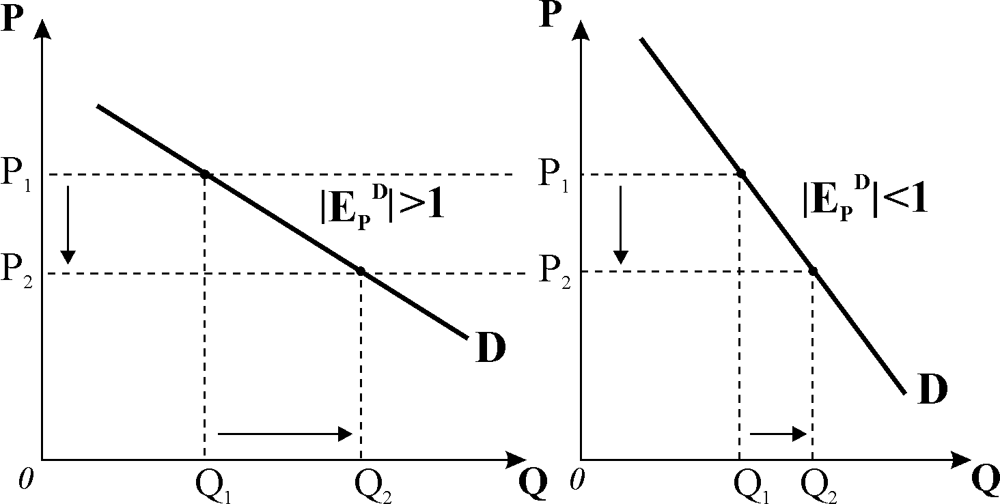 P
P₁
|Eₚᴰ|>1
P₂
D
0
Q₁
Q₂
Q
P
P₁
|Eₚᴰ|<1
P₂
D
0
Q₁
Q₂
Q